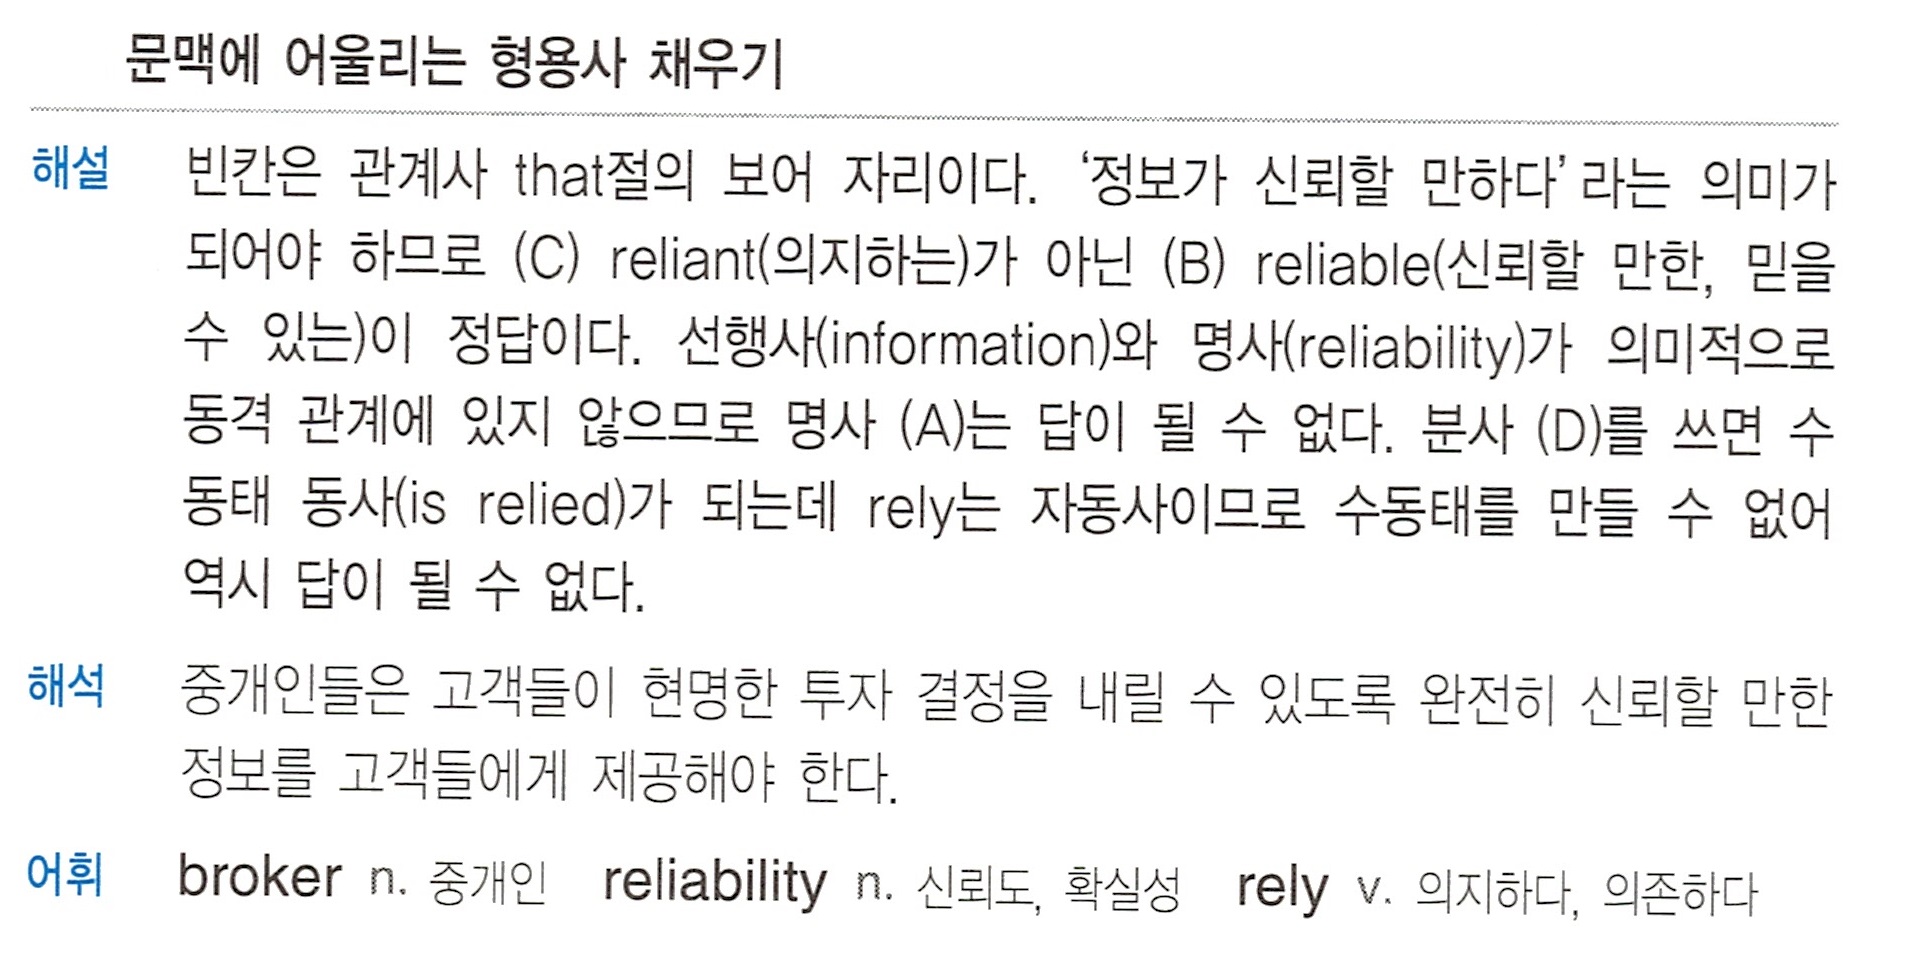 문맥에 어울리는 형용사 채우기
해설 빈칸은 관계사 that절의 보어 자리이다. ‘정보가 신뢰할 만하다’라는 의미가
되어야 하므로 (C) reliant(의지하는)가 아닌 (B) reliable(신뢰할 만한, 믿을
수 있는)이 정답이다. 선행사(information)와 명사(reliability)가 의미적으로
동격 관계에 있지 않으므로 명사 (A)는 답이 될 수 없다. 분사 (D)를 쓰면 수
동태 동사(is relied)가 되는데 rely는 자동사이므로 수동태를 만들 수 없어
역시 답이 될 수 없다.
해석 중개인들은 고객들이 현명한 투자 결정을 내릴 수 있도록 완전히 신뢰할 만한
정보를 고객들에게 제공해야 한다.
어휘 broker n. 중개인 reliability n. 신뢰도, 확실성 rely v. 의지하다, 의존하다